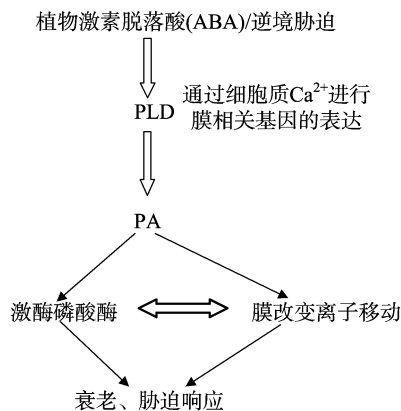 植物激素脱落酸(ABA)/逆境胁迫
PLD
通过细胞质Ca²⁺进行
膜相关基因的表达
PA
激酶磷酸酶
膜改变离子移动
衰老、胁迫响应